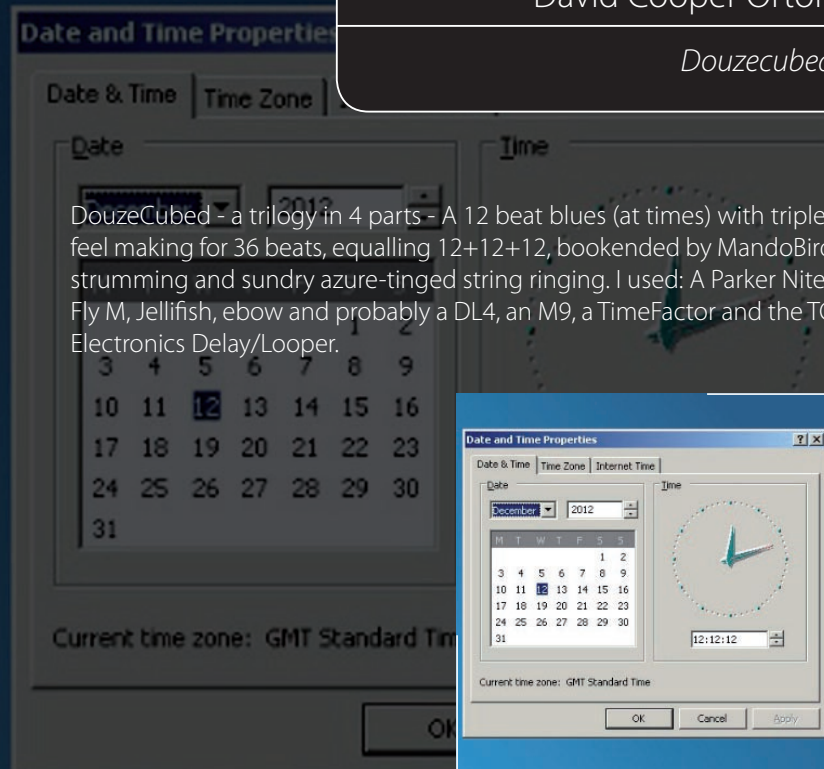 David Cooper Orton
Douzecubed
DouzeCubed - a trilogy in 4 parts - A 12 beat blues (at times) with triple
feel making for 36 beats, equalling 12+12+12, bookended by MandoBird
strumming and sundry azure-tinged string ringing. I used: A Parker Nite
Fly M, Jellifish, ebow and probably a DL4, an M9, a TimeFactor and the TC
Electronics Delay/Looper.
Date and Time Properties
Date & Time Time Zone
Date Time
December 2012
1 2
3 4 5 6 7 8 9
10 11 12 13 14 15 16
17 18 19 20 21 22 23
24 25 26 27 28 29 30
31
Current time zone: GMT Standard Tim
OK
Date and Time Properties
Date & Time Time Zone Internet Time
Date Time
December 2012
M T W T F S S
1 2
3 4 5 6 7 8 9
10 11 12 13 14 15 16
17 18 19 20 21 22 23
24 25 26 27 28 29 30
31
12:12:12
Current time zone: GMT Standard Time
OK Cancel Apply